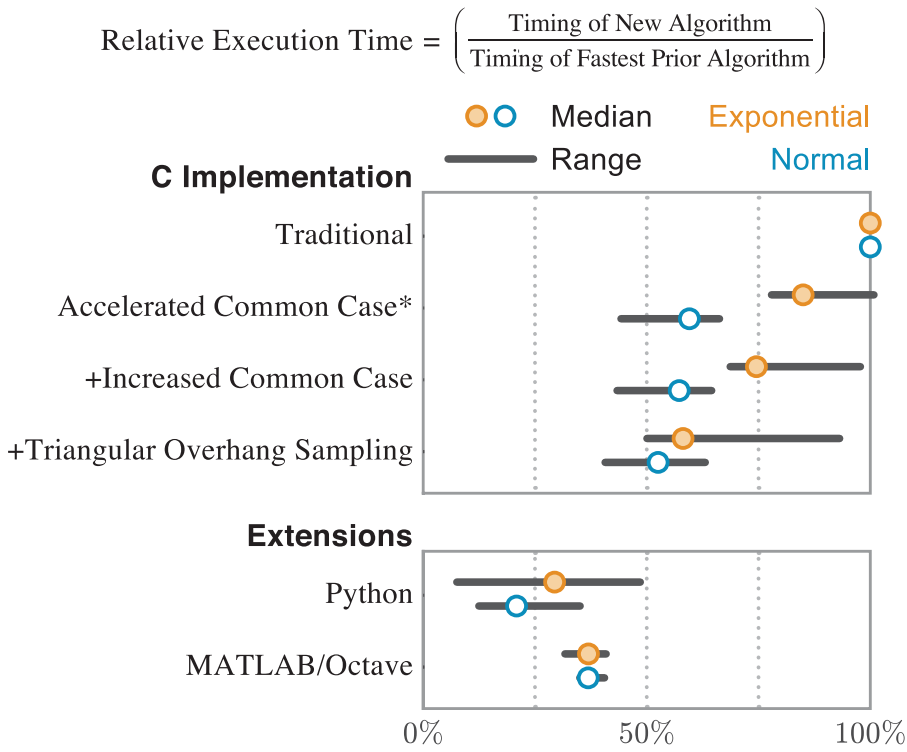 Relative Execution Time = ( Timing of New Algorithm / Timing of Fastest Prior Algorithm )
Median Exponential
Range Normal
C Implementation
Traditional
Accelerated Common Case*
+Increased Common Case
+Triangular Overhang Sampling
Extensions
Python
MATLAB/Octave
0% 50% 100%